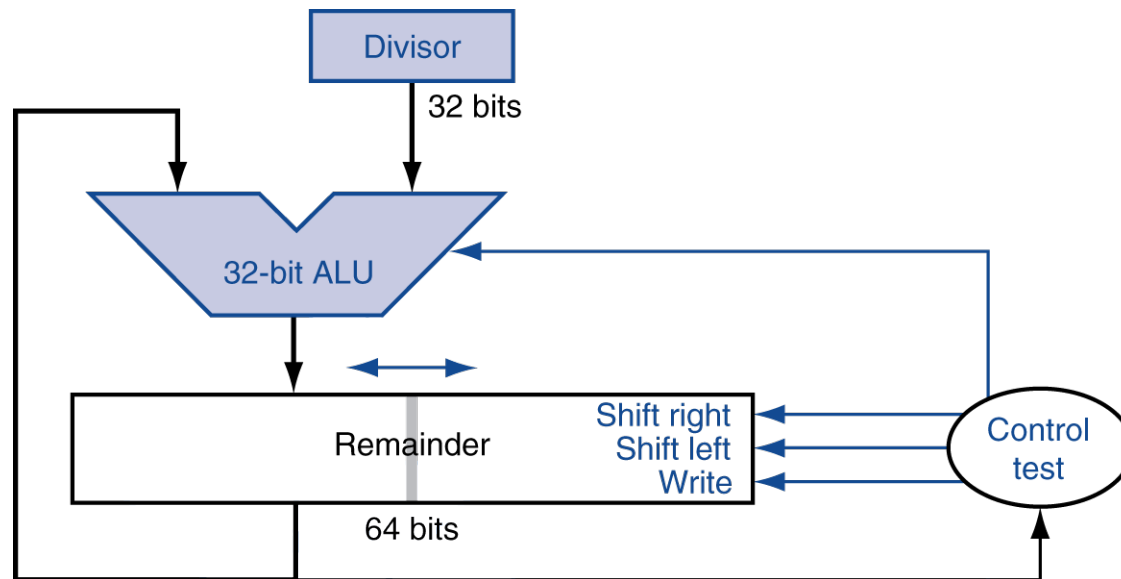 Divisor
32 bits
32-bit ALU
Shift right
Remainder
Shift left
Write
64 bits
Control
test